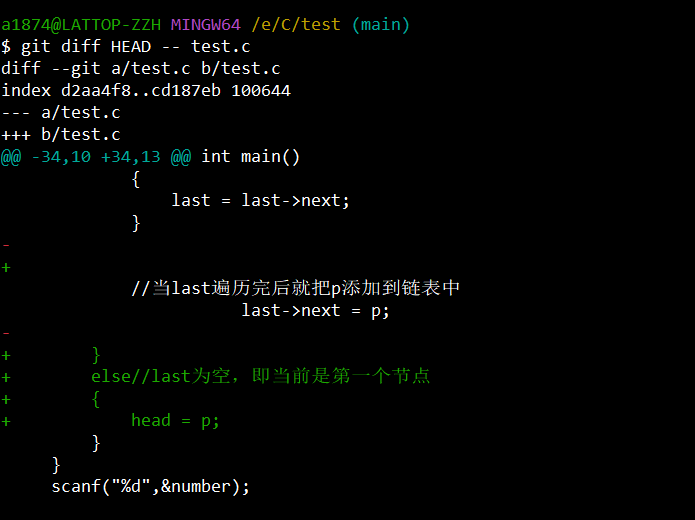 a1874@LATTOP-ZZH MINGW64 /e/C/test (main)
$ git diff HEAD -- test.c
diff --git a/test.c b/test.c
index d2aa4f8..cd187eb 100644
--- a/test.c
+++ b/test.c
@@ -34,10 +34,13 @@ int main()
             {
                 last = last->next;
             }
-
+
             //当last遍历完后就把p添加到链表中
                        last->next = p;
-
+        }
+        else//last为空，即当前是第一个节点
+        {
+            head = p;
         }
     }
     scanf("%d",&number);